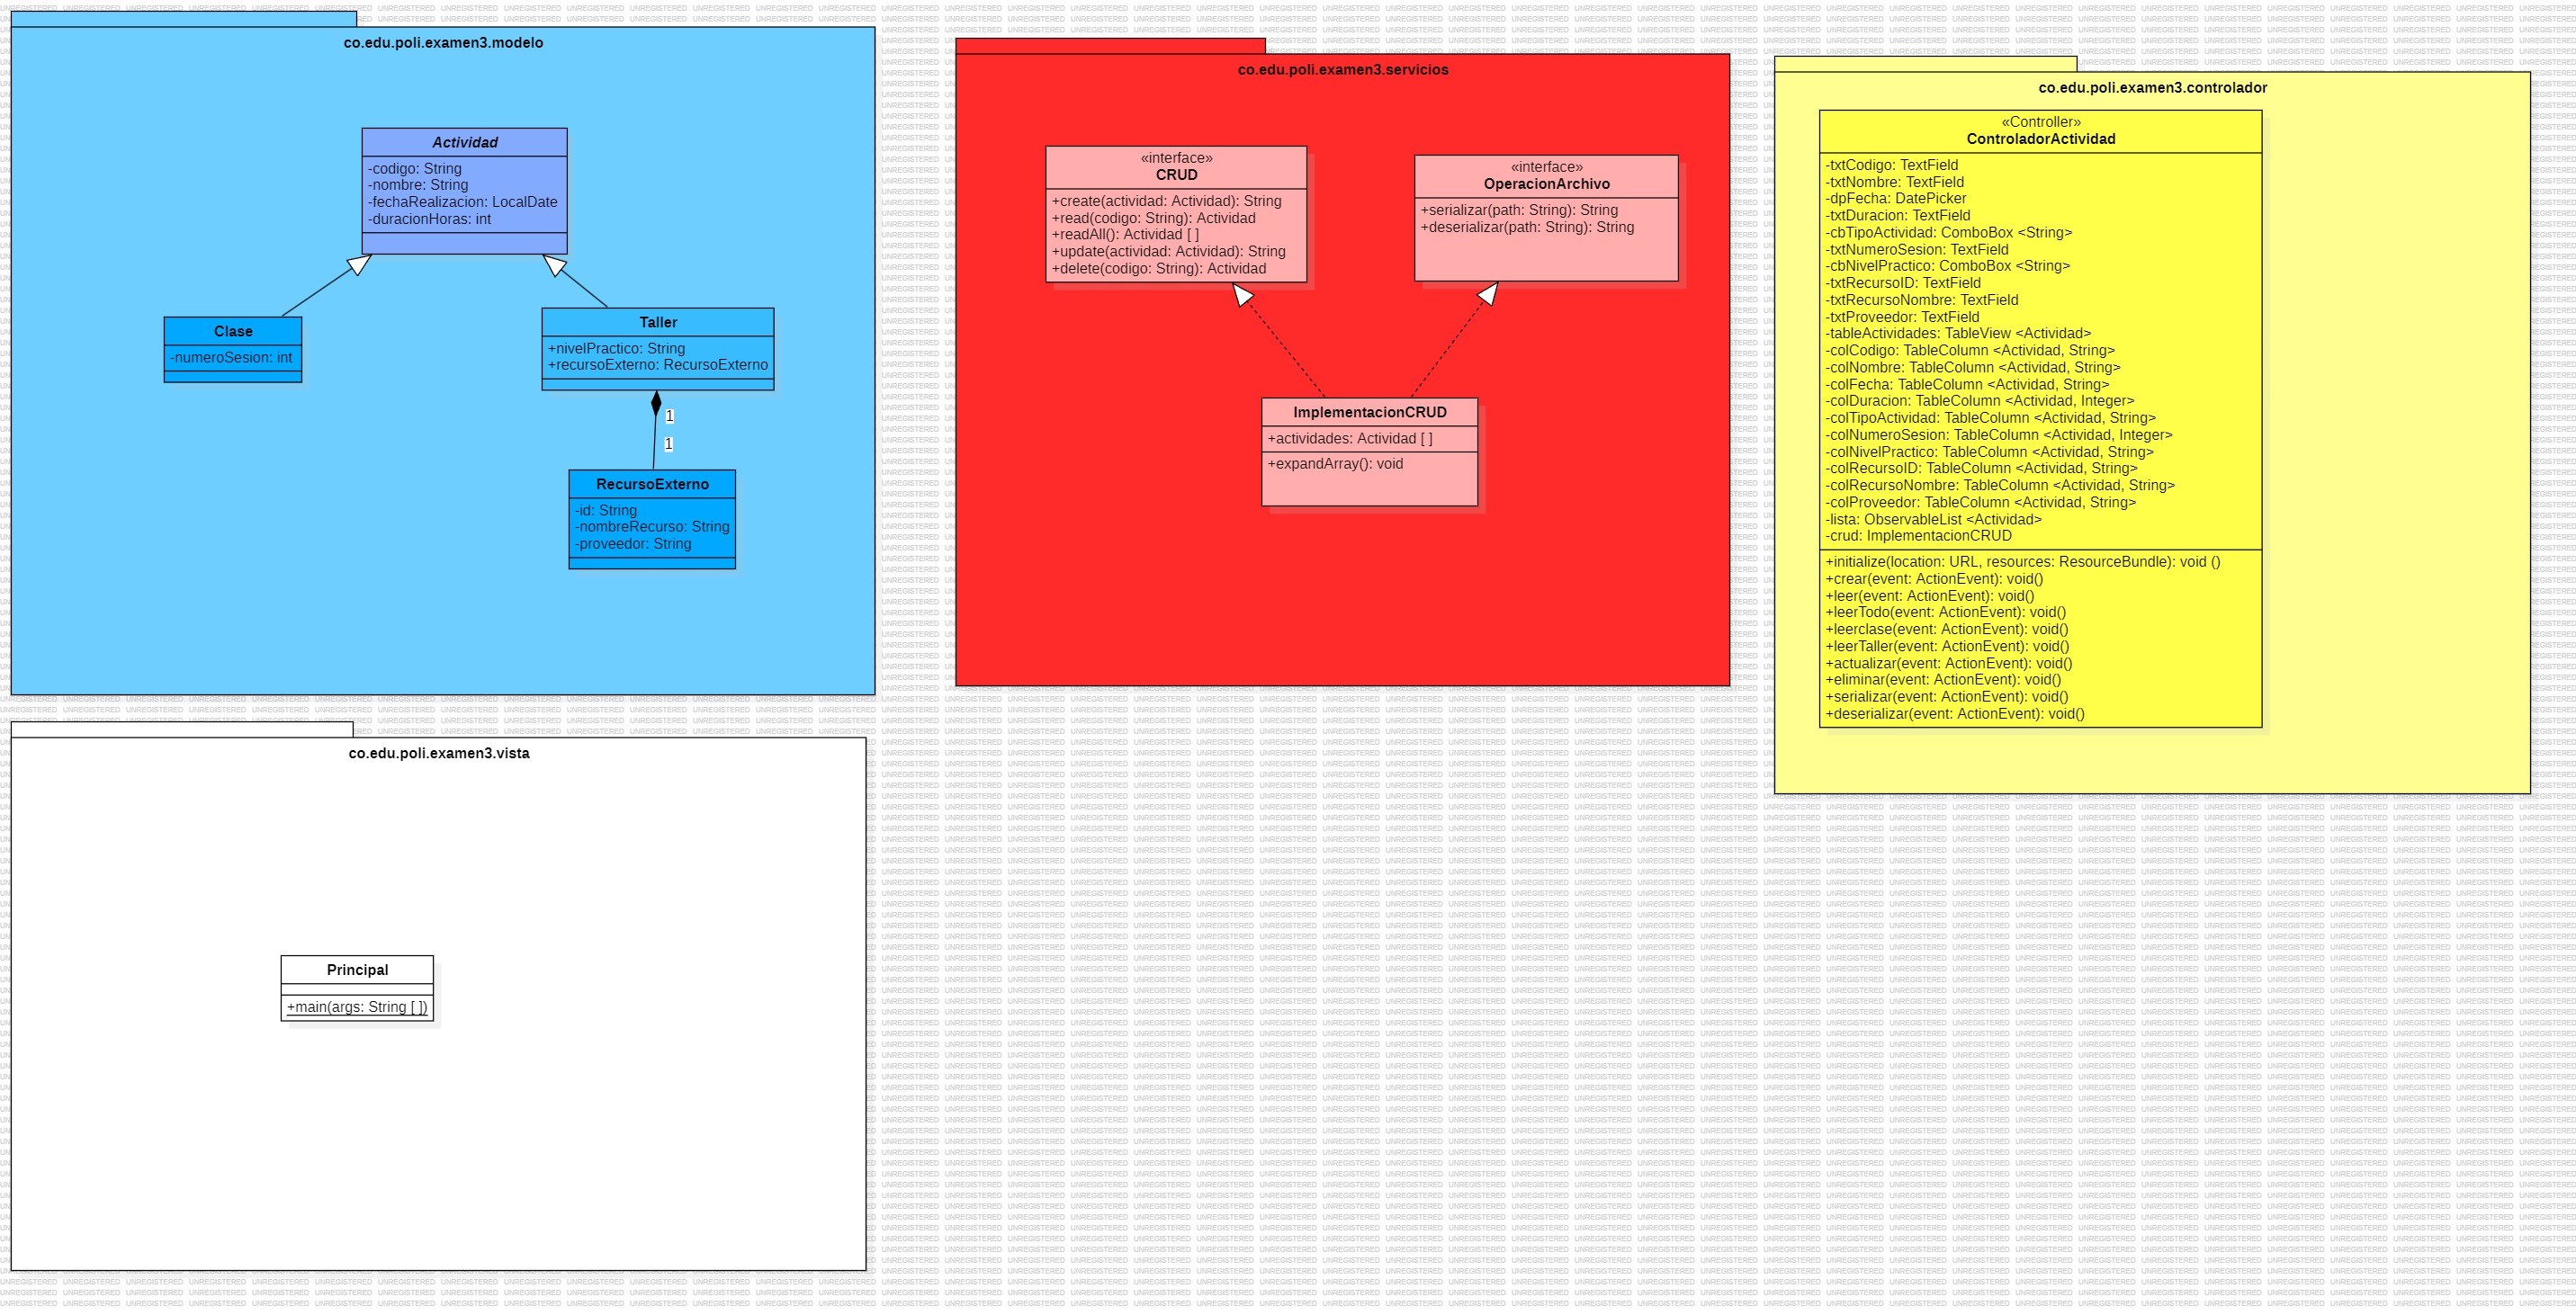 co.edu.poli.examen3.modelo
Actividad
-codigo: String
-nombre: String
-fechaRealizacion: LocalDate
-duracionHoras: int
Clase
-numeroSesion: int
Taller
+nivelPractico: String
+recursoExterno: RecursoExterno
1
1
RecursoExterno
-id: String
-nombreRecurso: String
-proveedor: String
co.edu.poli.examen3.servicios
«interface»
CRUD
+create(actividad: Actividad): String
+read(codigo: String): Actividad
+readAll(): Actividad [ ]
+update(actividad: Actividad): String
+delete(codigo: String): Actividad
«interface»
OperacionArchivo
+serializar(path: String): String
+deserializar(path: String): String
ImplementacionCRUD
+actividades: Actividad [ ]
+expandArray(): void
co.edu.poli.examen3.controlador
«Controller»
ControladorActividad
-txtCodigo: TextField
-txtNombre: TextField
-dpFecha: DatePicker
-txtDuracion: TextField
-cbTipoActividad: ComboBox <String>
-txtNumeroSesion: TextField
-cbNivelPractico: ComboBox <String>
-txtRecursoID: TextField
-txtRecursoNombre: TextField
-txtProveedor: TextField
-tableActividades: TableView <Actividad>
-colCodigo: TableColumn <Actividad, String>
-colNombre: TableColumn <Actividad, String>
-colFecha: TableColumn <Actividad, String>
-colDuracion: TableColumn <Actividad, Integer>
-colTipoActividad: TableColumn <Actividad, String>
-colNumeroSesion: TableColumn <Actividad, Integer>
-colNivelPractico: TableColumn <Actividad, String>
-colRecursoID: TableColumn <Actividad, String>
-colRecursoNombre: TableColumn <Actividad, String>
-colProveedor: TableColumn <Actividad, String>
-lista: ObservableList <Actividad>
-crud: ImplementacionCRUD
+initialize(location: URL, resources: ResourceBundle): void ()
+crear(event: ActionEvent): void()
+leer(event: ActionEvent): void()
+leerTodo(event: ActionEvent): void()
+leerclase(event: ActionEvent): void()
+leerTaller(event: ActionEvent): void()
+actualizar(event: ActionEvent): void()
+eliminar(event: ActionEvent): void()
+serializar(event: ActionEvent): void()
+deserializar(event: ActionEvent): void()
co.edu.poli.examen3.vista
Principal
+main(args: String [ ])
UNREGISTERED